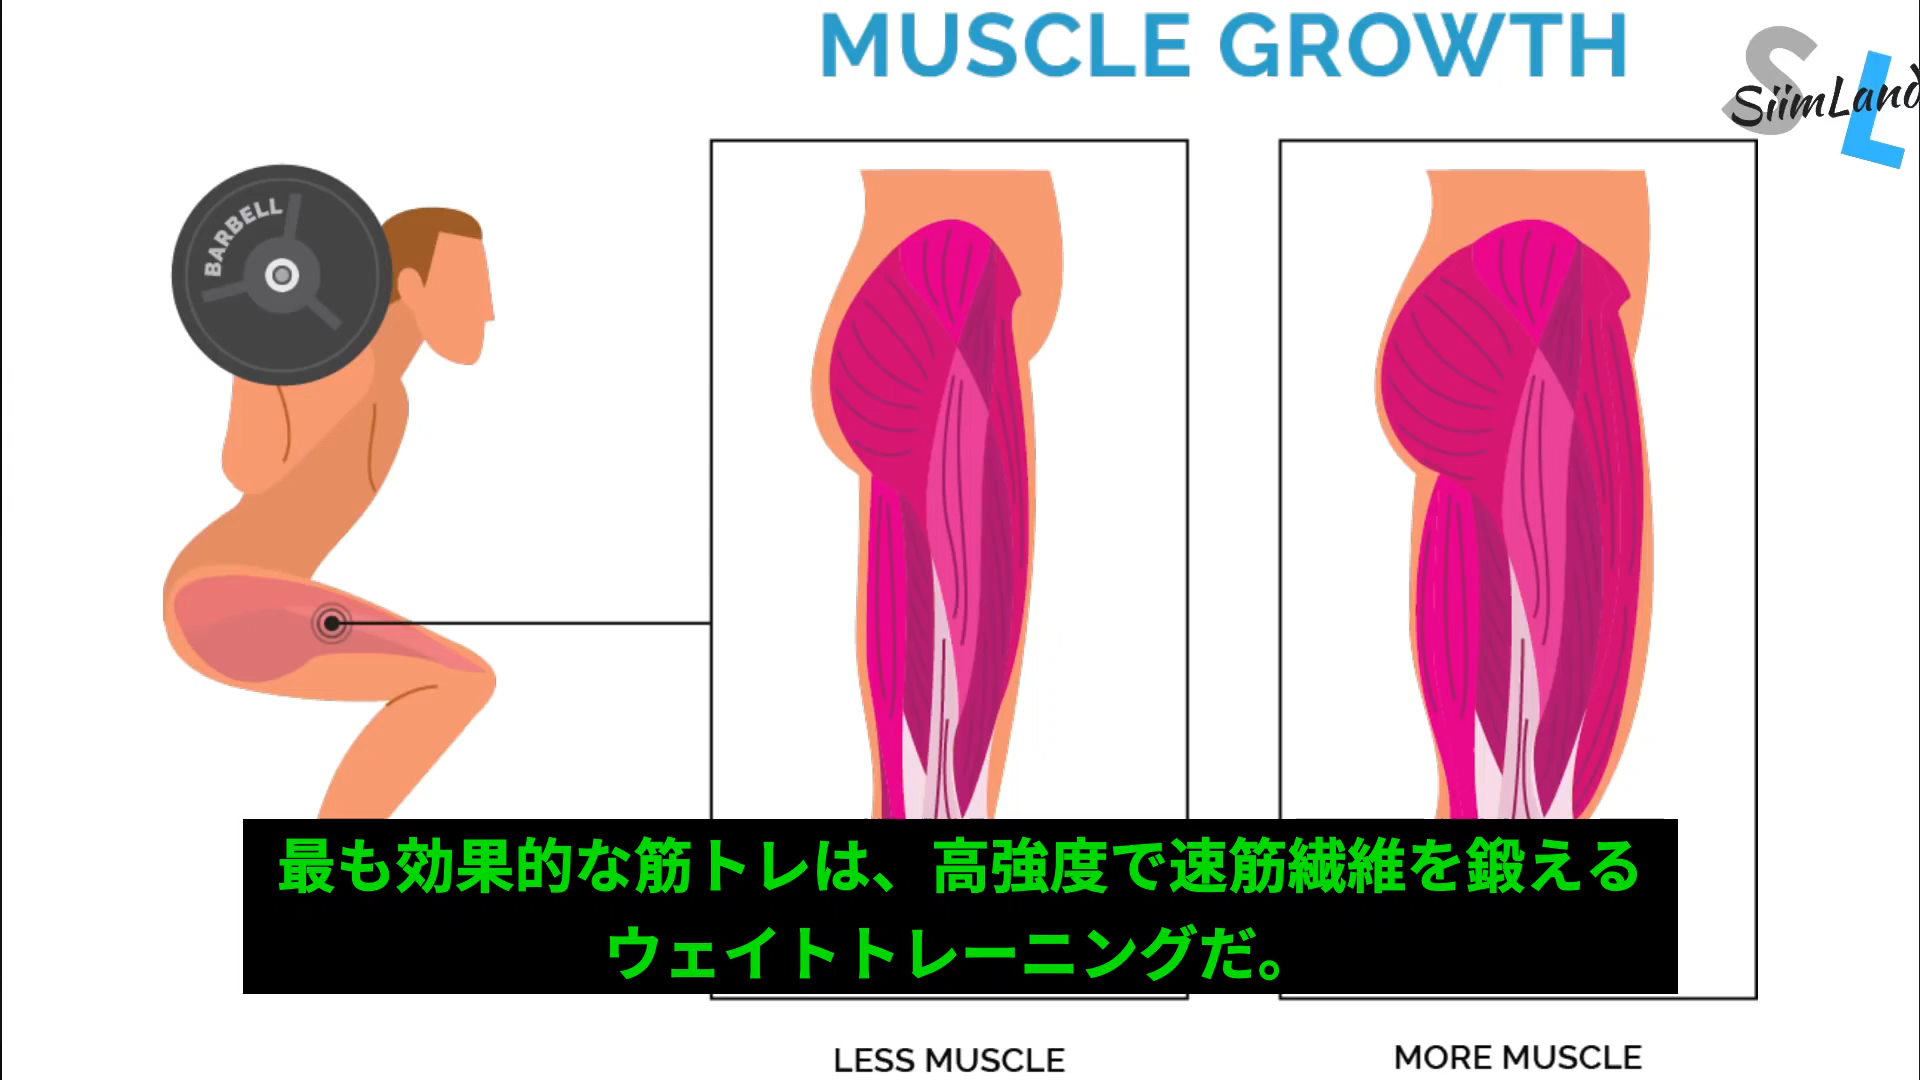 MUSCLE GROWTH
SiimLand
SL
BARBELL
最も効果的な筋トレは、高強度で速筋繊維を鍛える
ウェイトトレーニングだ。
LESS MUSCLE
MORE MUSCLE